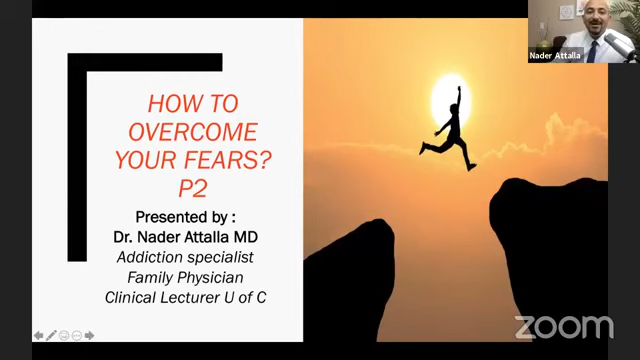 Nader Attalla
HOW TO
OVERCOME
YOUR FEARS?
P2
Presented by :
Dr. Nader Attalla MD
Addiction specialist
Family Physician
Clinical Lecturer U of C
zoom